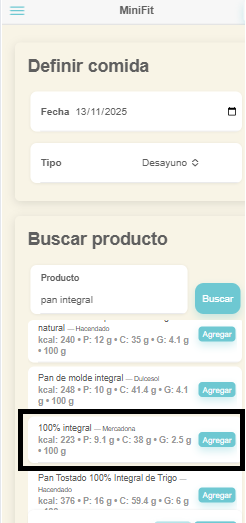 MiniFit
Definir comida
Fecha 13/11/2025
Tipo Desayuno
Buscar producto
Producto
pan integral
Buscar
natural — Hacendado
kcal: 240 • P: 12 g • C: 35 g • G: 4.1 g
• 100 g
Agregar
Pan de molde integral — Dulcesol
kcal: 248 • P: 10 g • C: 41.4 g • G: 4.1
g • 100 g
Agregar
100% integral — Mercadona
kcal: 223 • P: 9.1 g • C: 38 g • G: 2.5 g
• 100 g
Agregar
Pan Tostado 100% Integral de Trigo —
Hacendado
kcal: 376 • P: 16 g • C: 59.4 g • G: 6 g
Agregar